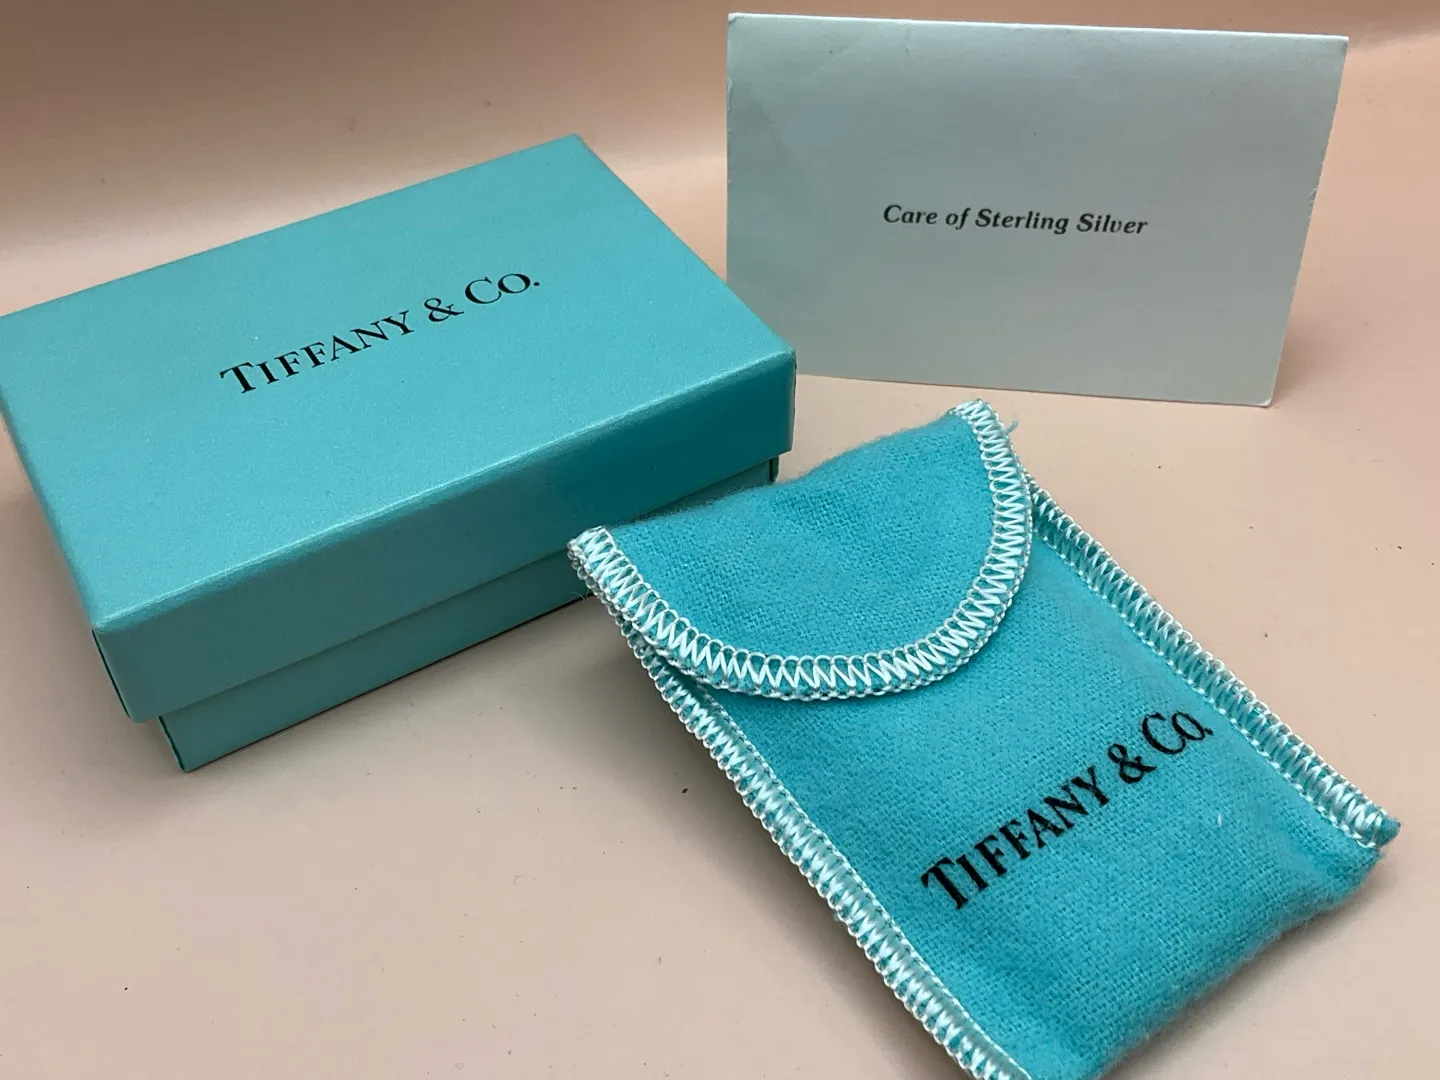 TIFFANY & CO.
Care of Sterling Silver
TIFFANY & CO.